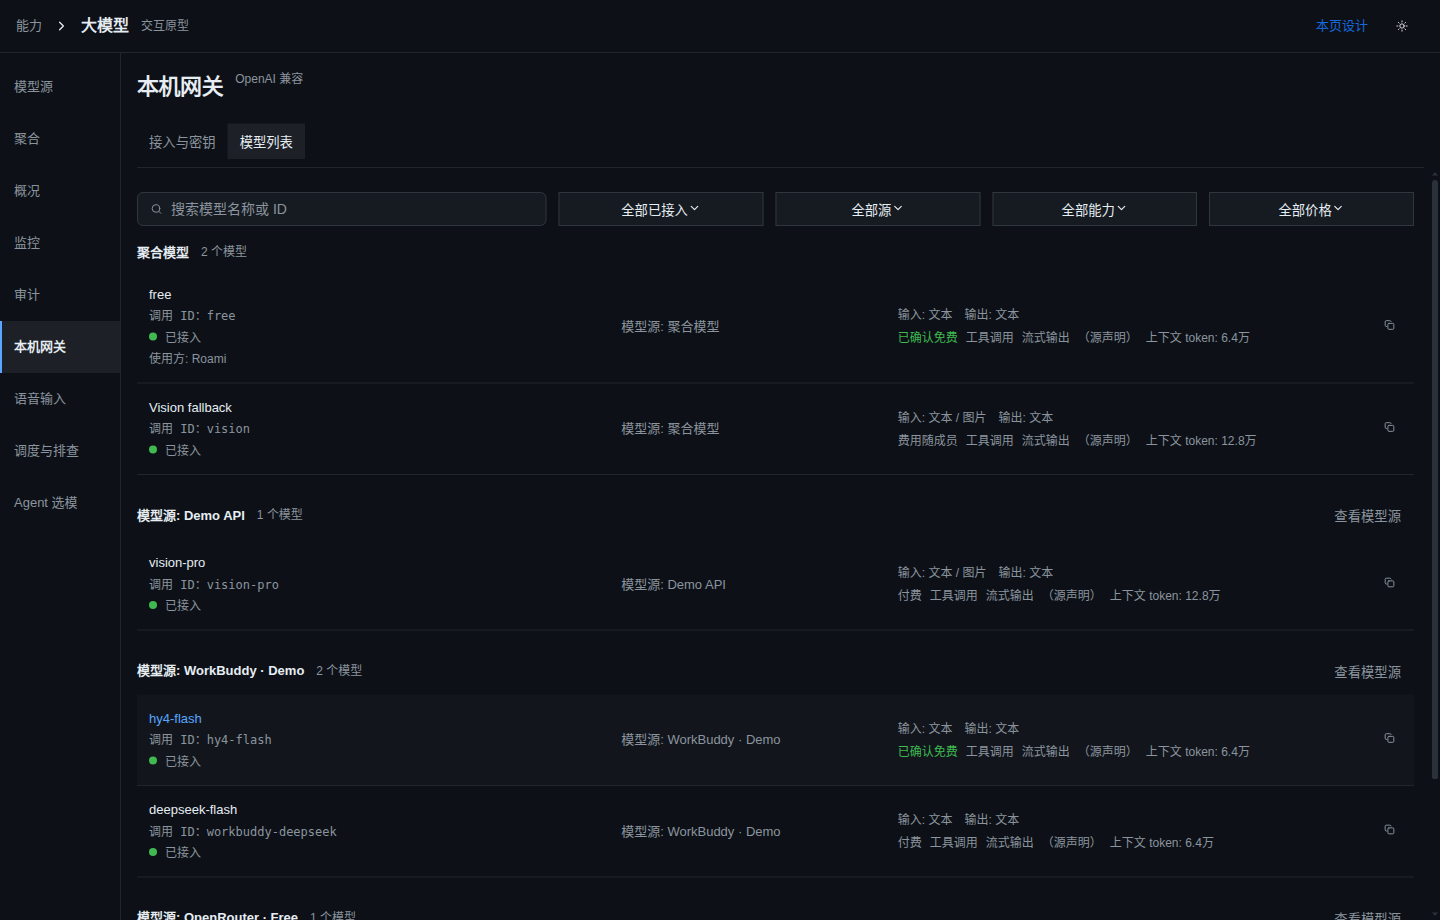 能力 大模型 交互原型 本页设计
模型源
聚合
概况
监控
审计
本机网关
语音输入
调度与排查
Agent 选模
本机网关 OpenAI 兼容
接入与密钥 模型列表
搜索模型名称或 ID 全部已接入 全部源 全部能力 全部价格
聚合模型 2 个模型
free
调用 ID: free
已接入
使用方: Roami
模型源: 聚合模型
输入: 文本 输出: 文本
已确认免费 工具调用 流式输出 （源声明） 上下文 token: 6.4万
Vision fallback
调用 ID: vision
已接入
模型源: 聚合模型
输入: 文本 / 图片 输出: 文本
费用随成员 工具调用 流式输出 （源声明） 上下文 token: 12.8万
模型源: Demo API 1 个模型 查看模型源
vision-pro
调用 ID: vision-pro
已接入
模型源: Demo API
输入: 文本 / 图片 输出: 文本
付费 工具调用 流式输出 （源声明） 上下文 token: 12.8万
模型源: WorkBuddy · Demo 2 个模型 查看模型源
hy4-flash
调用 ID: hy4-flash
已接入
模型源: WorkBuddy · Demo
输入: 文本 输出: 文本
已确认免费 工具调用 流式输出 （源声明） 上下文 token: 6.4万
deepseek-flash
调用 ID: workbuddy-deepseek
已接入
模型源: WorkBuddy · Demo
输入: 文本 输出: 文本
付费 工具调用 流式输出 （源声明） 上下文 token: 6.4万
模型源: OpenRouter · Free 1 个模型 查看模型源